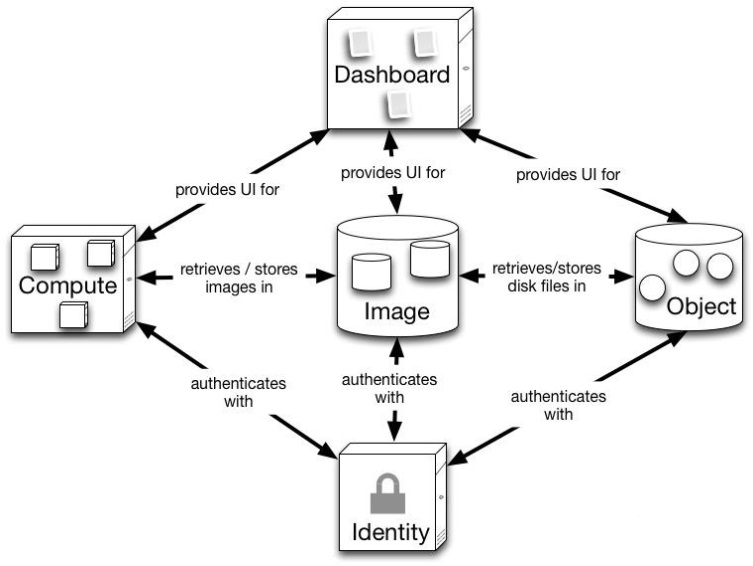 Dashboard
provides UI for
provides UI for
provides UI for
Compute
retrieves / stores
images in
Image
retrieves/stores
disk files in
Object
authenticates
with
authenticates
with
authenticates
with
Identity